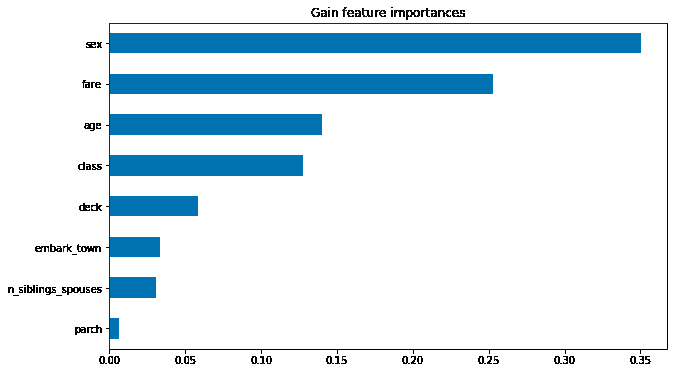 Gain feature importances
sex
fare
age
class
deck
embark_town
n_siblings_spouses
parch
0.00 0.05 0.10 0.15 0.20 0.25 0.30 0.35